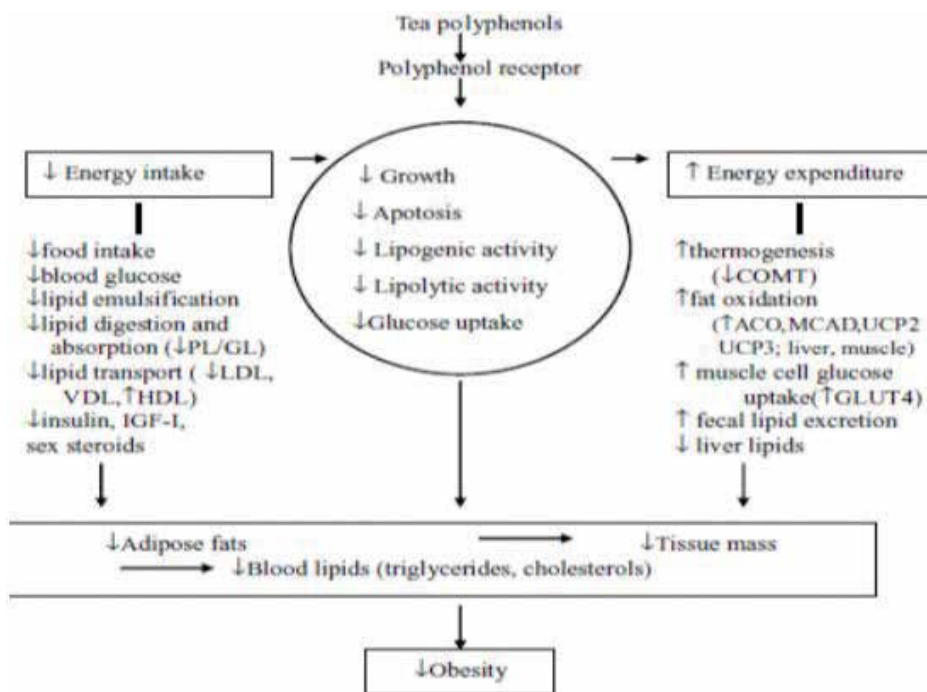 Tea polyphenols
Polyphenol receptor
↓ Energy intake
↓food intake
↓blood glucose
↓lipid emulsification
↓lipid digestion and
absorption (↓PL/GL)
↓lipid transport ( ↓LDL,
VDL,↑HDL)
↓insulin, IGF-I,
sex steroids
↓ Growth
↓ Apotosis
↓ Lipogenic activity
↓ Lipolytic activity
↓Glucose uptake
↑ Energy expenditure
↑thermogenesis
(↓COMT)
↑fat oxidation
(↑ACO,MCAD,UCP2
UCP3; liver, muscle)
↑ muscle cell glucose
uptake(↑GLUT4)
↑ fecal lipid excretion
↓ liver lipids
↓Adipose fats
↓Tissue mass
↓Blood lipids (triglycerides, cholesterols)
↓Obesity